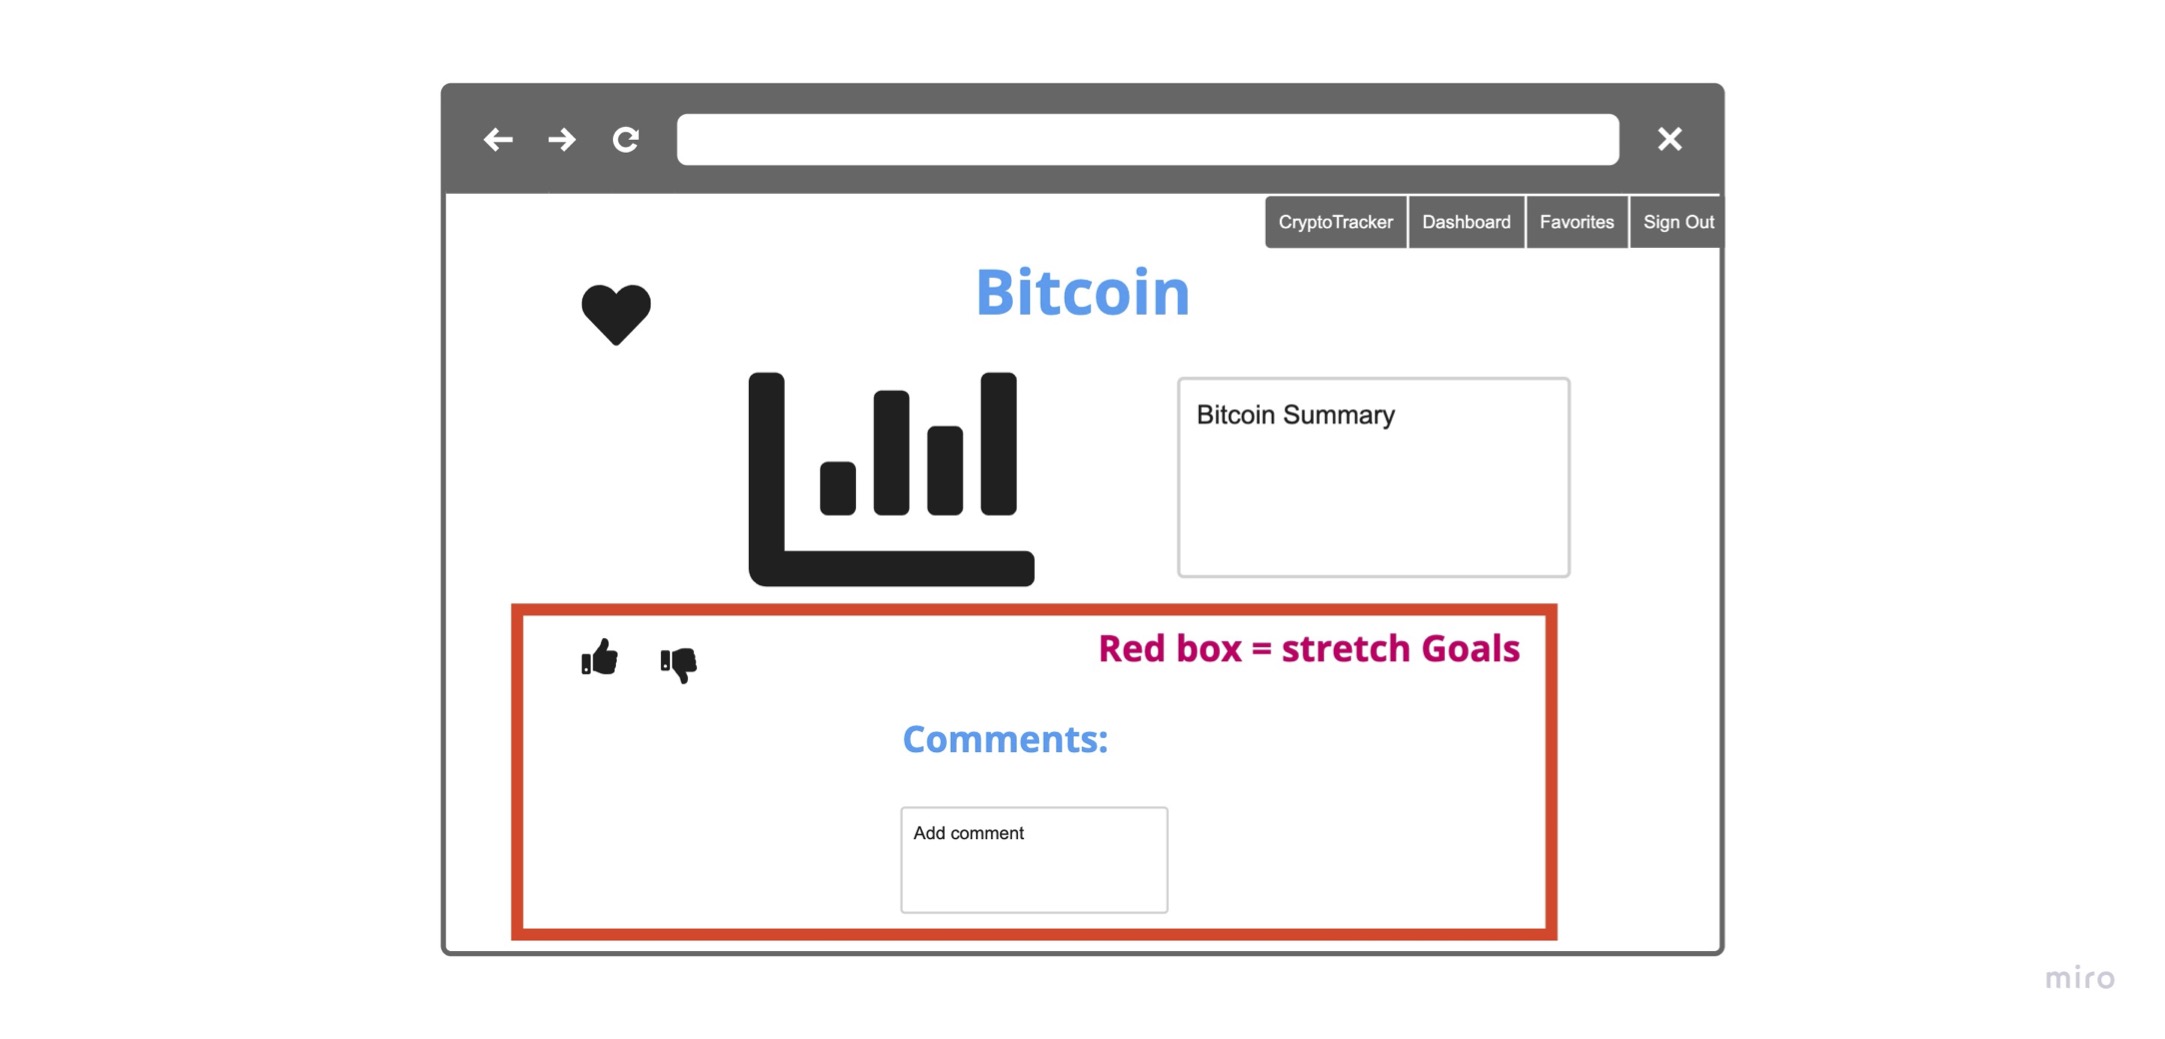 CryptoTracker Dashboard Favorites Sign Out
Bitcoin
Bitcoin Summary
Red box = stretch Goals
Comments:
Add comment
miro